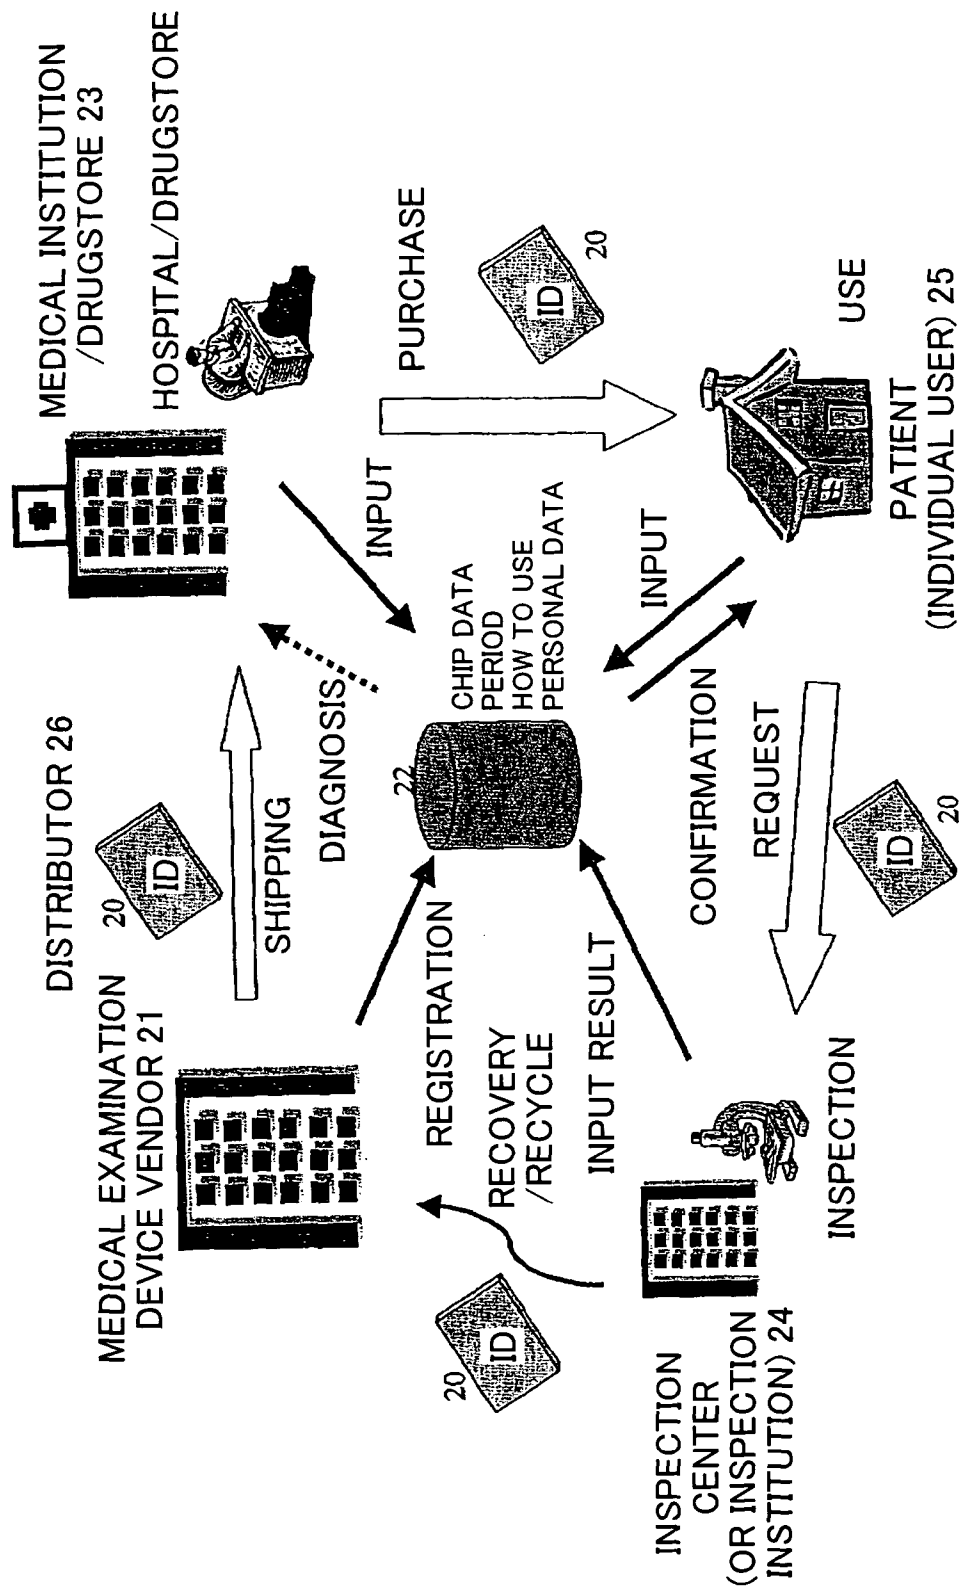 MEDICAL EXAMINATION
DEVICE VENDOR 21
DISTRIBUTOR 26
20
ID
SHIPPING
MEDICAL INSTITUTION
/DRUGSTORE 23
HOSPITAL/DRUGSTORE
REGISTRATION
DIAGNOSIS
INPUT
PURCHASE
ID
20
22
CHIP DATA
PERIOD
HOW TO USE
PERSONAL DATA
20
ID
RECOVERY
/RECYCLE
INPUT RESULT
CONFIRMATION
INPUT
REQUEST
ID
20
INSPECTION
CENTER
(OR INSPECTION
INSTITUTION) 24
INSPECTION
USE
PATIENT
(INDIVIDUAL USER) 25